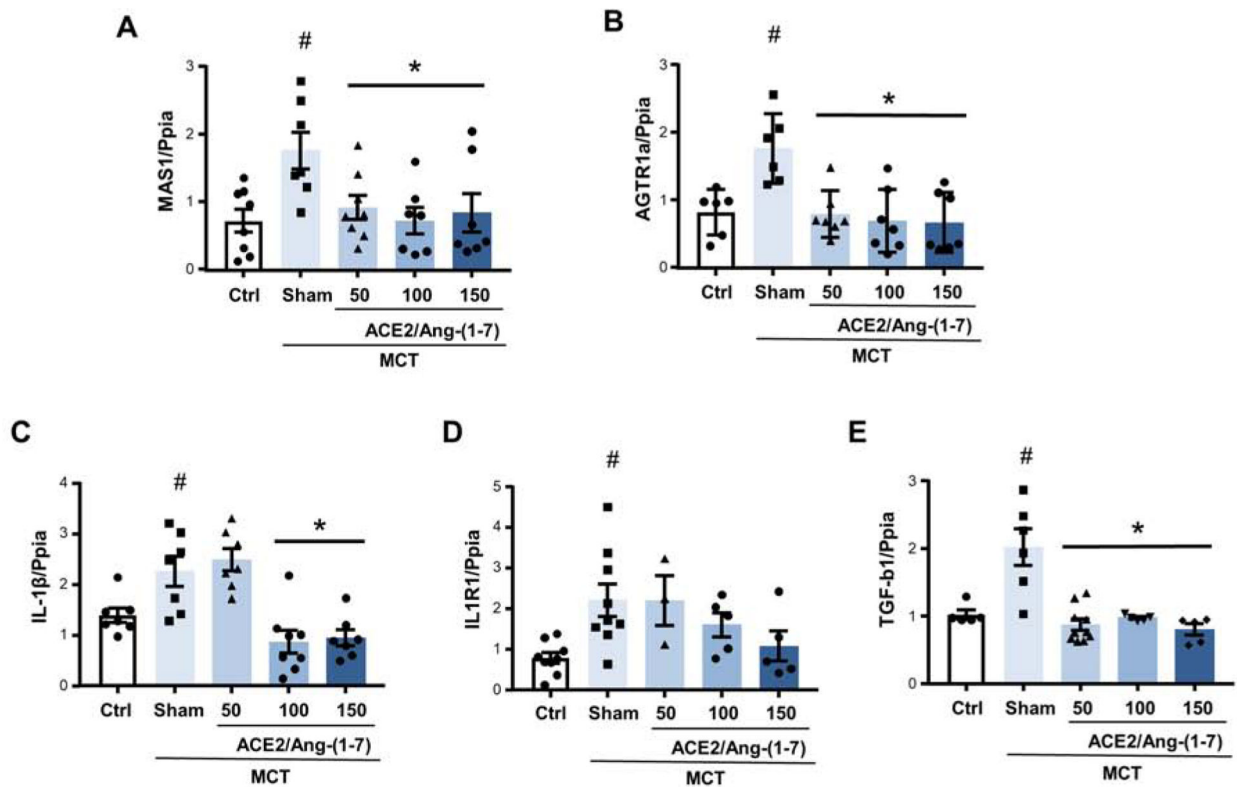 A
#
*
MAS1/Ppia
3
2
1
0
Ctrl Sham 50 100 150
ACE2/Ang-(1-7)
MCT
B
#
*
AGTR1a/Ppia
3
2
1
0
Ctrl Sham 50 100 150
ACE2/Ang-(1-7)
MCT
C
#
*
IL-1β/Ppia
4
3
2
1
0
Ctrl Sham 50 100 150
ACE2/Ang-(1-7)
MCT
D
#
IL1R1/Ppia
5
4
3
2
1
0
Ctrl Sham 50 100 150
ACE2/Ang-(1-7)
MCT
E
#
*
TGF-b1/Ppia
3
2
1
0
Ctrl Sham 50 100 150
ACE2/Ang-(1-7)
MCT